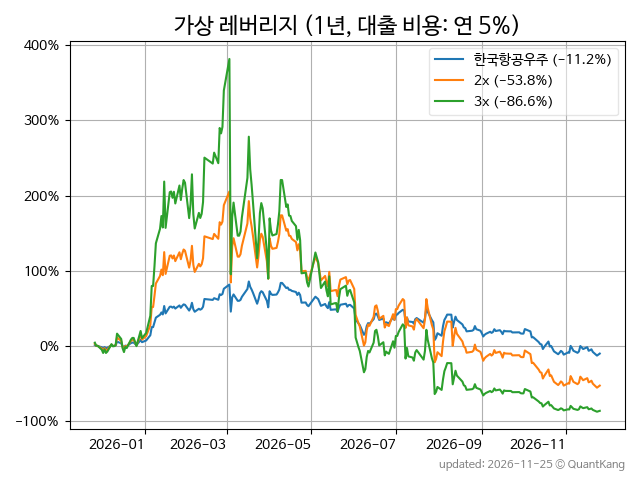 가상 레버리지 (1년, 대출 비용: 연 5%)
400%
300%
200%
100%
0%
−100%
한국항공우주 (-11.2%)
2x (-53.8%)
3x (-86.6%)
2026-01
2026-03
2026-05
2026-07
2026-09
2026-11
updated: 2026-11-25 © QuantKang